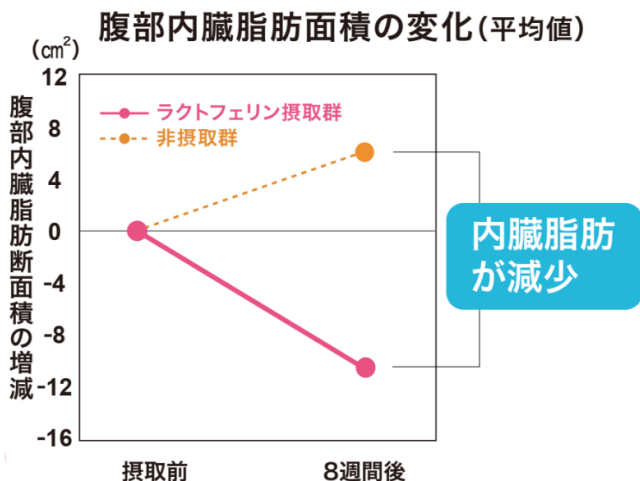 腹部内臓脂肪面積の変化(平均値)
(cm²)
12
8
4
0
-4
-8
-12
-16
腹部内臓脂肪断面積の増減
ラクトフェリン摂取群
非摂取群
内臓脂肪
が減少
摂取前
8週間後